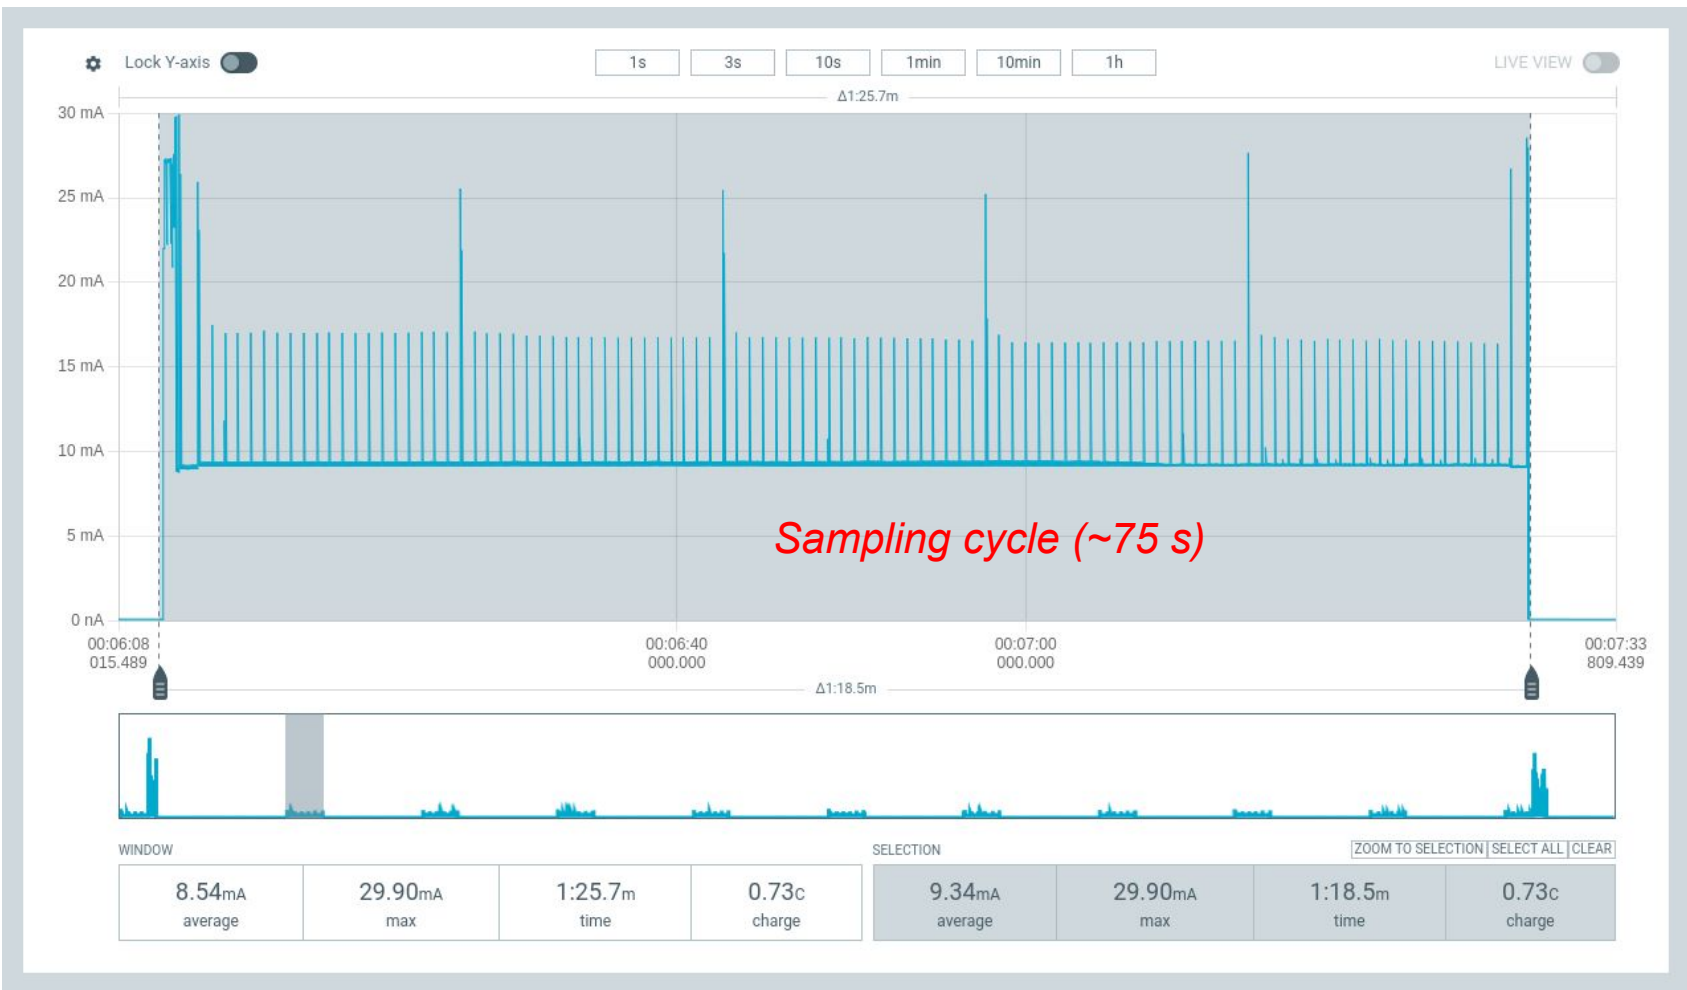 Lock Y-axis 1s 3s 10s 1min 10min 1h LIVE VIEW
Δ1:25.7m
30 mA
25 mA
20 mA
15 mA
10 mA
Sampling cycle (~75 s)
5 mA
0 nA
00:06:08 00:06:40 00:07:00 00:07:33
015.489 000.000 000.000 809.439
Δ1:18.5m
WINDOW SELECTION ZOOM TO SELECTION SELECT ALL CLEAR
8.54mA 29.90mA 1:25.7m 0.73c 9.34mA 29.90mA 1:18.5m 0.73c
average max time charge average max time charge